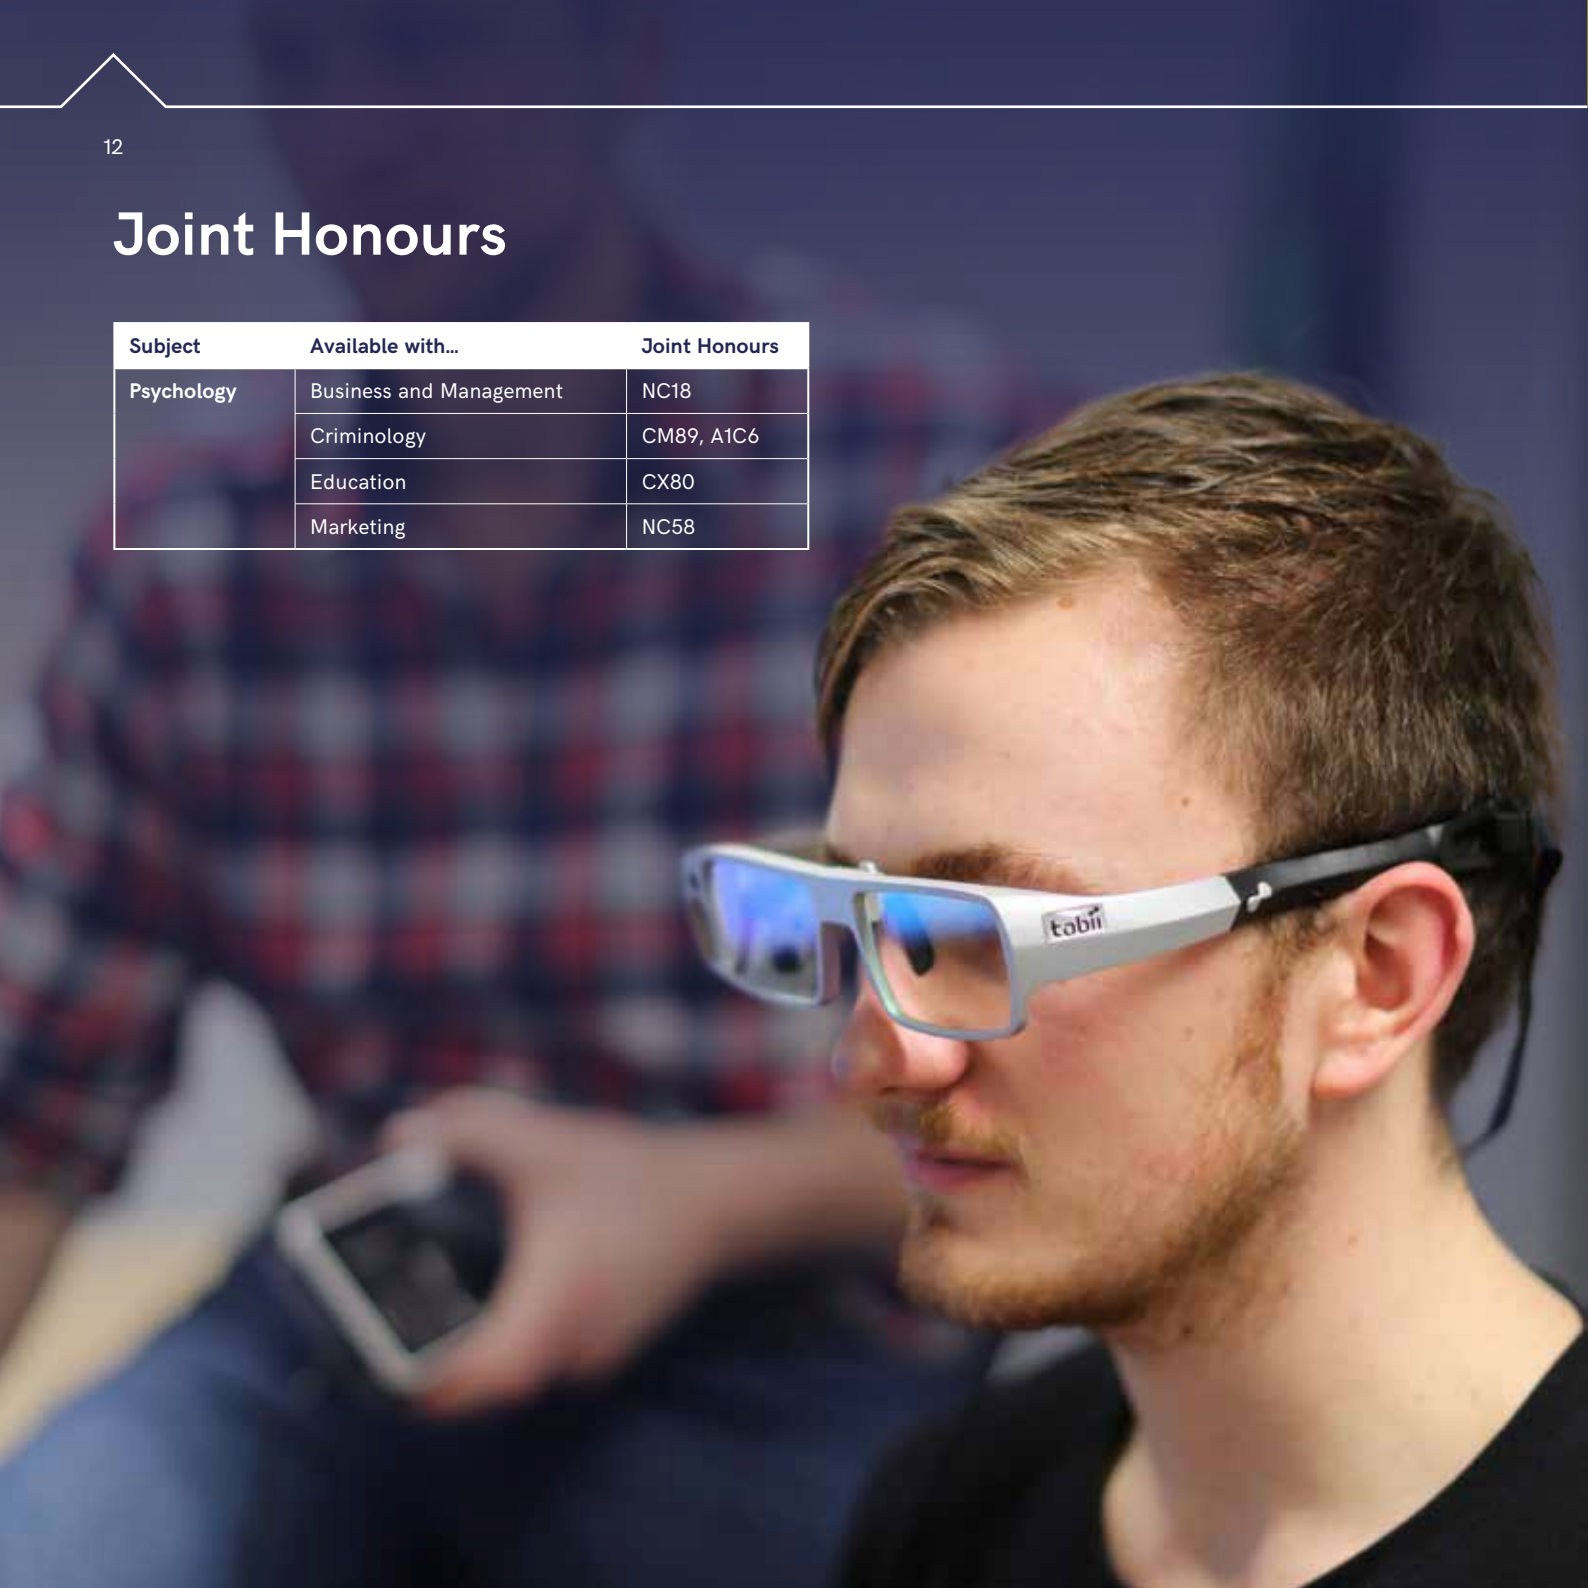 12
Joint Honours
Subject Available with… Joint Honours
Psychology Business and Management NC18
Criminology CM89, A1C6
Education CX80
Marketing NC58
tobii